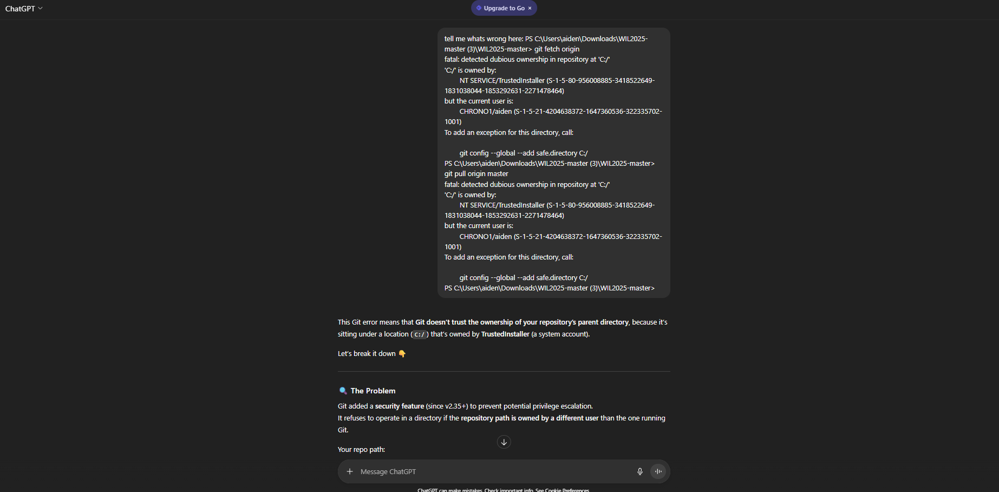 ChatGPT
Upgrade to Go ×
tell me whats wrong here: PS C:\Users\aiden\Downloads\WIL2025-
master (3)\WIL2025-master> git fetch origin
fatal: detected dubious ownership in repository at 'C:/'
'C:/' is owned by:
NT SERVICE/TrustedInstaller (S-1-5-80-956008885-3418522649-
1831038044-1853292631-2271478464)
but the current user is:
CHRONO1/aiden (S-1-5-21-4204638372-1647360536-322335702-
1001)
To add an exception for this directory, call:
git config --global --add safe.directory C:/
PS C:\Users\aiden\Downloads\WIL2025-master (3)\WIL2025-master>
git pull origin master
fatal: detected dubious ownership in repository at 'C:/'
'C:/' is owned by:
NT SERVICE/TrustedInstaller (S-1-5-80-956008885-3418522649-
1831038044-1853292631-2271478464)
but the current user is:
CHRONO1/aiden (S-1-5-21-4204638372-1647360536-322335702-
1001)
To add an exception for this directory, call:
git config --global --add safe.directory C:/
PS C:\Users\aiden\Downloads\WIL2025-master (3)\WIL2025-master>
This Git error means that Git doesn't trust the ownership of your repository's parent directory, because it's
sitting under a location (C:/) that's owned by TrustedInstaller (a system account).
Let's break it down 👇
🔍 The Problem
Git added a security feature (since v2.35+) to prevent potential privilege escalation.
It refuses to operate in a directory if the repository path is owned by a different user than the one running
Git.
Your repo path:
Message ChatGPT
ChatGPT can make mistakes. Check important info. See Cookie Preferences.